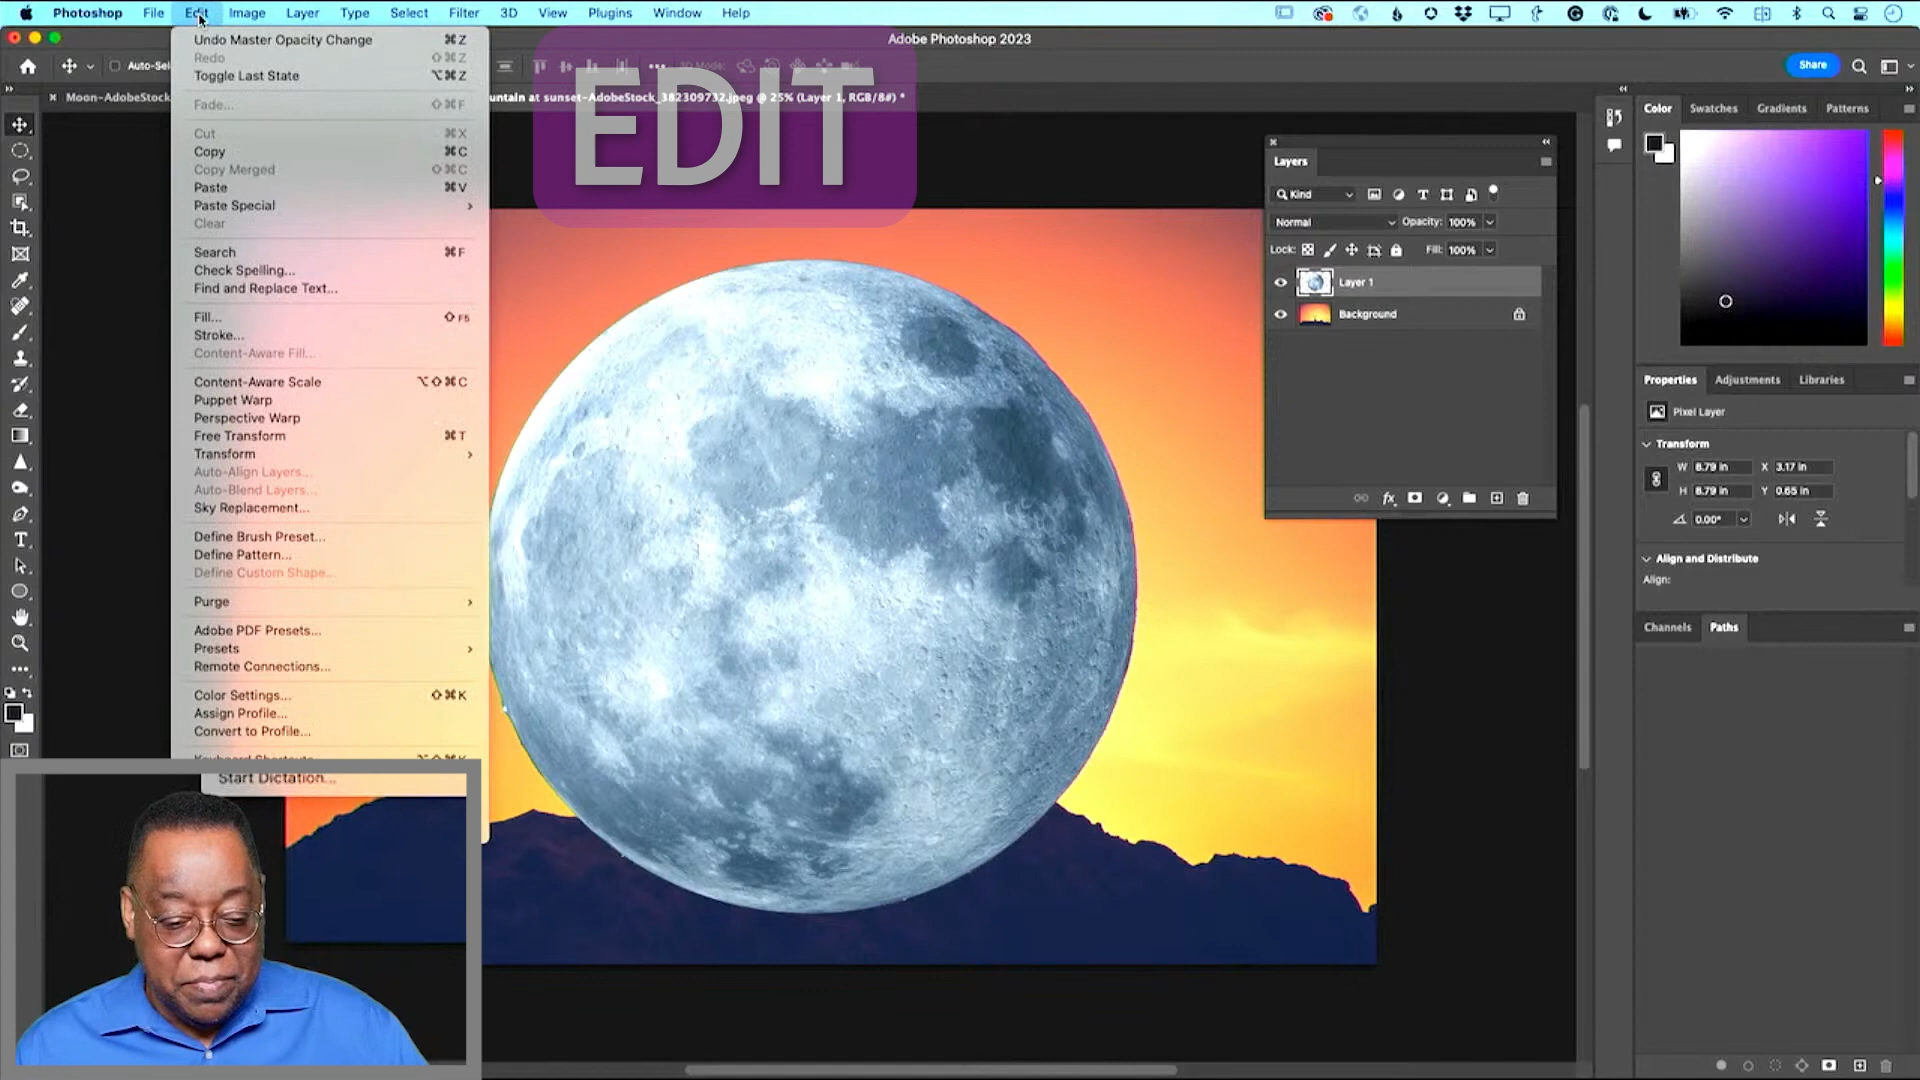 Photoshop File Edit Image Layer Type Select Filter 3D View Plugins Window Help
Adobe Photoshop 2023
Auto-Sel
3D Mode:
Share
Moon-AdobeStock
untain at sunset-AdobeStock_382309732.jpeg @ 25% (Layer 1, RGB/8#) *
EDIT
Undo Master Opacity Change ⌘Z
Redo ⇧⌘Z
Toggle Last State ⌥⌘Z
Fade... ⇧⌘F
Cut ⌘X
Copy ⌘C
Copy Merged ⇧⌘C
Paste ⌘V
Paste Special >
Clear
Search ⌘F
Check Spelling...
Find and Replace Text...
Fill... ⇧F5
Stroke...
Content-Aware Fill...
Content-Aware Scale ⌥⇧⌘C
Puppet Warp
Perspective Warp
Free Transform ⌘T
Transform >
Auto-Align Layers...
Auto-Blend Layers...
Sky Replacement...
Define Brush Preset...
Define Pattern...
Define Custom Shape...
Purge >
Adobe PDF Presets...
Presets >
Remote Connections...
Color Settings... ⇧⌘K
Assign Profile...
Convert to Profile...
Start Dictation...
Layers
Kind
Normal Opacity: 100%
Lock: Fill: 100%
Layer 1
Background
fx
Color Swatches Gradients Patterns
Properties Adjustments Libraries
Pixel Layer
Transform
W 8.79 in X 3.17 in
H 8.79 in Y 0.65 in
0.00°
Align and Distribute
Align:
Channels Paths